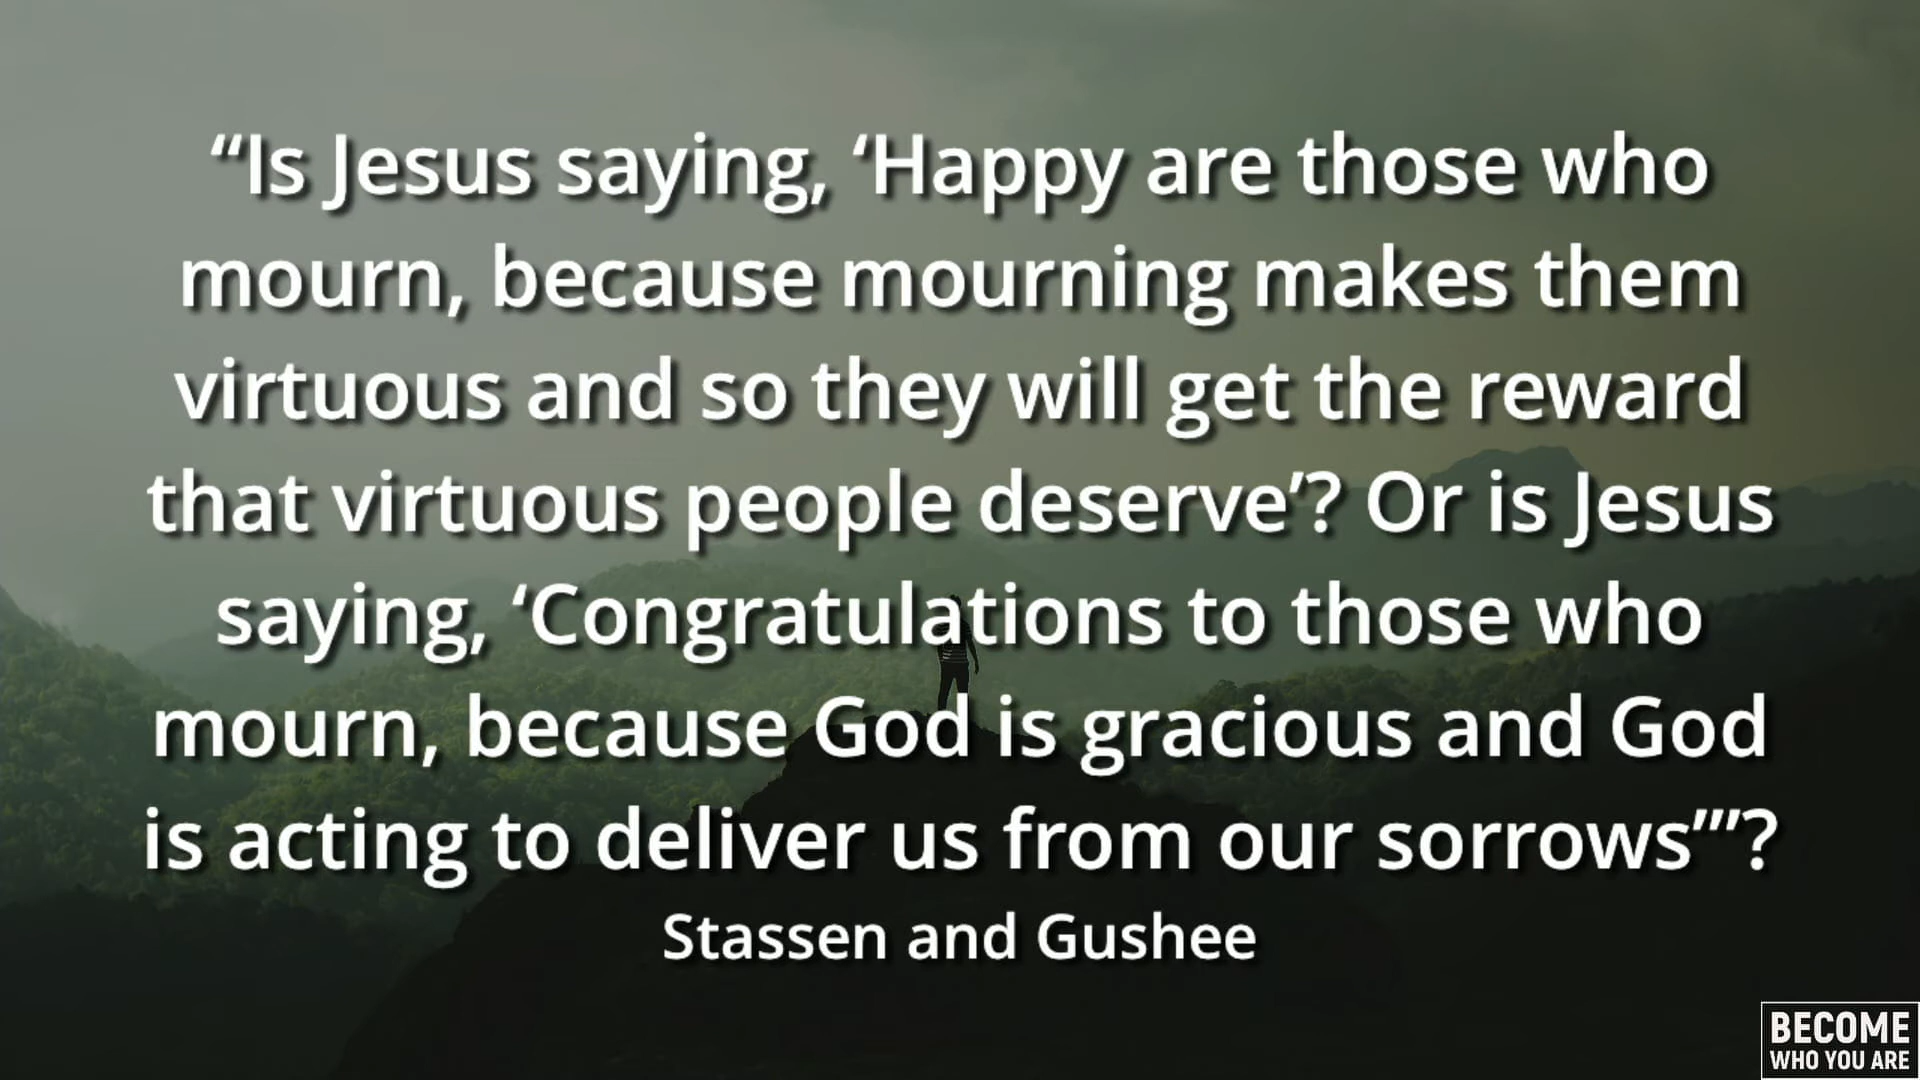 “Is Jesus saying, ‘Happy are those who
mourn, because mourning makes them
virtuous and so they will get the reward
that virtuous people deserve’? Or is Jesus
saying, ‘Congratulations to those who
mourn, because God is gracious and God
is acting to deliver us from our sorrows’”?
Stassen and Gushee
BECOME
WHO YOU ARE